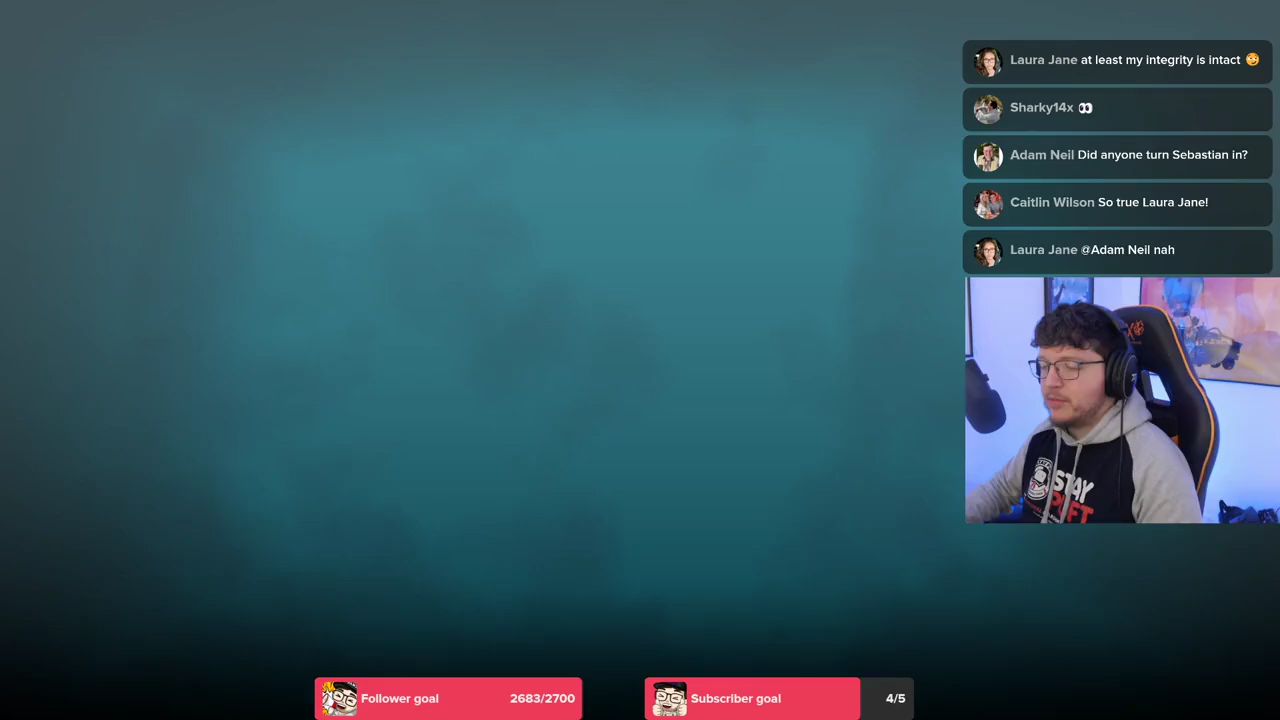 Laura Jane at least my integrity is intact 🧐
Sharky14x 👀
Adam Neil Did anyone turn Sebastian in?
Caitlin Wilson So true Laura Jane!
Laura Jane @Adam Neil nah
STAY
Follower goal 2683/2700
Subscriber goal 4/5